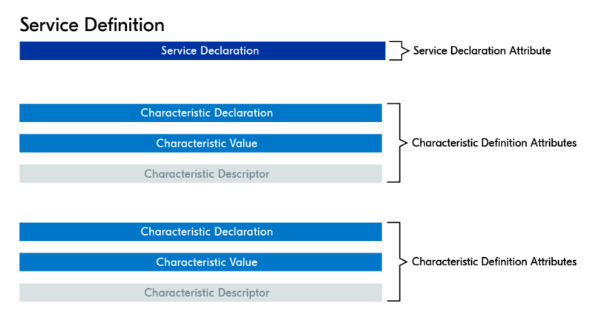 Service Definition
Service Declaration
Service Declaration Attribute
Characteristic Declaration
Characteristic Value
Characteristic Definition Attributes
Characteristic Descriptor
Characteristic Declaration
Characteristic Value
Characteristic Definition Attributes
Characteristic Descriptor